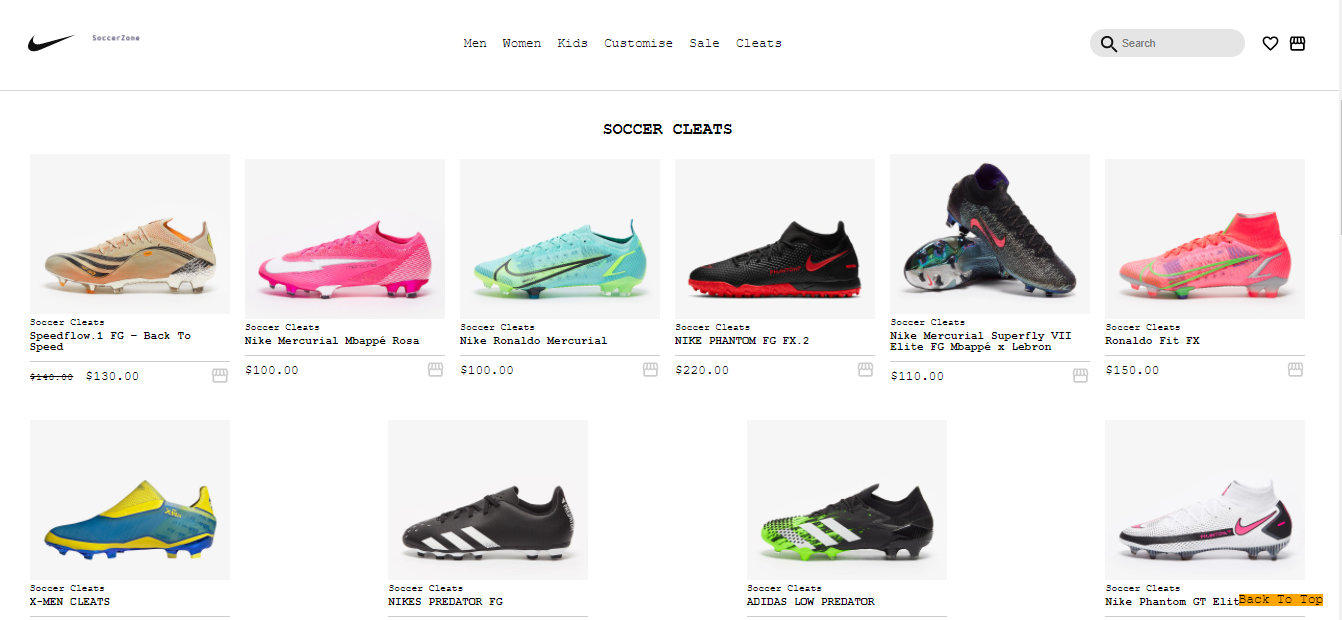 SoccerZone
Men Women Kids Customise Sale Cleats
Search
SOCCER CLEATS
Soccer Cleats
Speedflow.1 FG - Back To
Speed
$140.00 $130.00
Soccer Cleats
Nike Mercurial Mbappé Rosa
$100.00
Soccer Cleats
Nike Ronaldo Mercurial
$100.00
Soccer Cleats
NIKE PHANTOM FG FX.2
$220.00
Soccer Cleats
Nike Mercurial Superfly VII
Elite FG Mbappé x Lebron
$110.00
Soccer Cleats
Ronaldo Fit FX
$150.00
Soccer Cleats
X-MEN CLEATS
Soccer Cleats
NIKES PREDATOR FG
Soccer Cleats
ADIDAS LOW PREDATOR
Soccer Cleats
Nike Phantom GT Elit
Back To Top